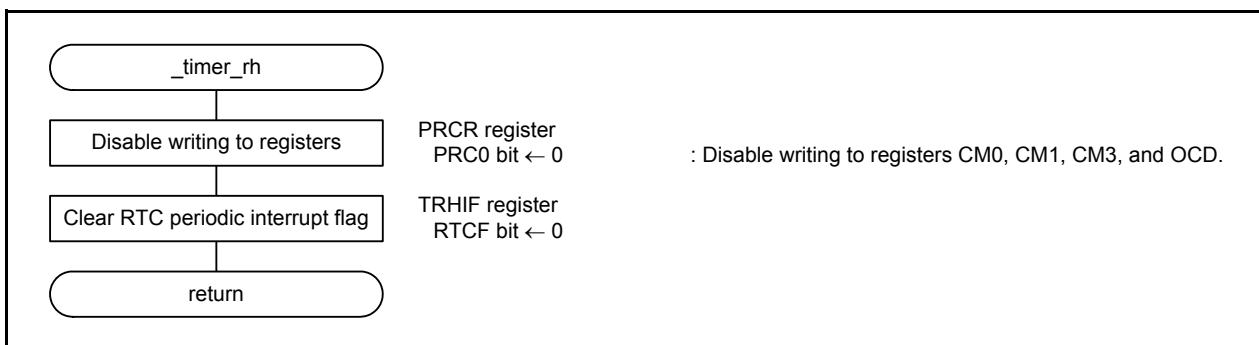 _timer_rh
Disable writing to registers
PRCR register
PRC0 bit ← 0 : Disable writing to registers CM0, CM1, CM3, and OCD.
Clear RTC periodic interrupt flag
TRHIF register
RTCF bit ← 0
return